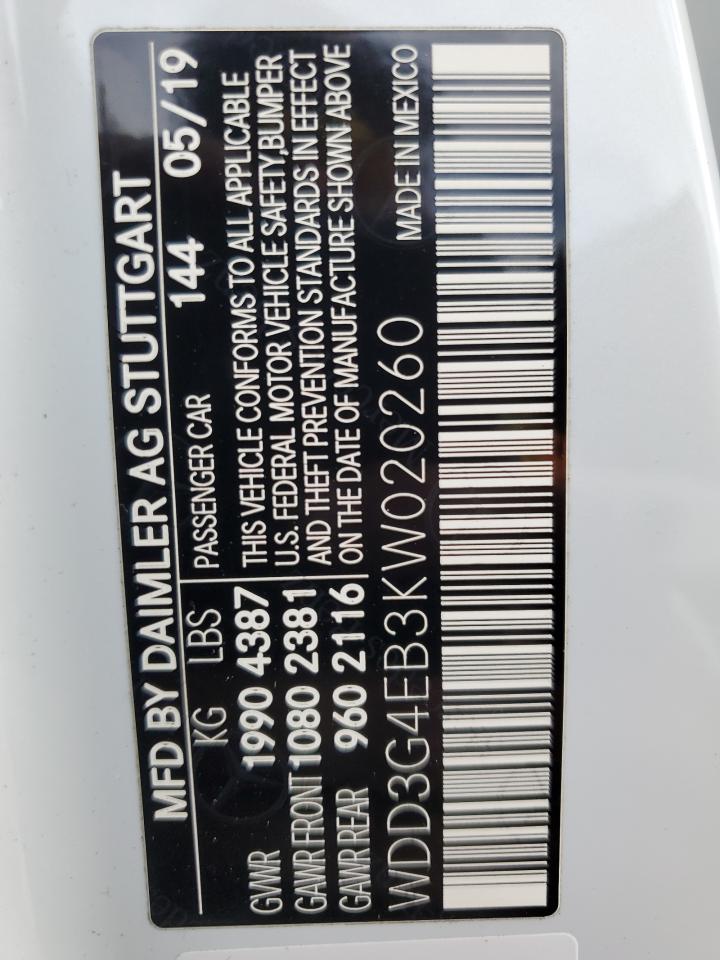 MFD BY DAIMLER AG STUTTGART
144 05/19
KG LBS PASSENGER CAR
GVWR 1990 4387
GAWR FRONT 1080 2381
GAWR REAR 960 2116
THIS VEHICLE CONFORMS TO ALL APPLICABLE
U.S. FEDERAL MOTOR VEHICLE SAFETY,BUMPER
AND THEFT PREVENTION STANDARDS IN EFFECT
ON THE DATE OF MANUFACTURE SHOWN ABOVE
WDD3G4EB3KW020260 MADE IN MEXICO